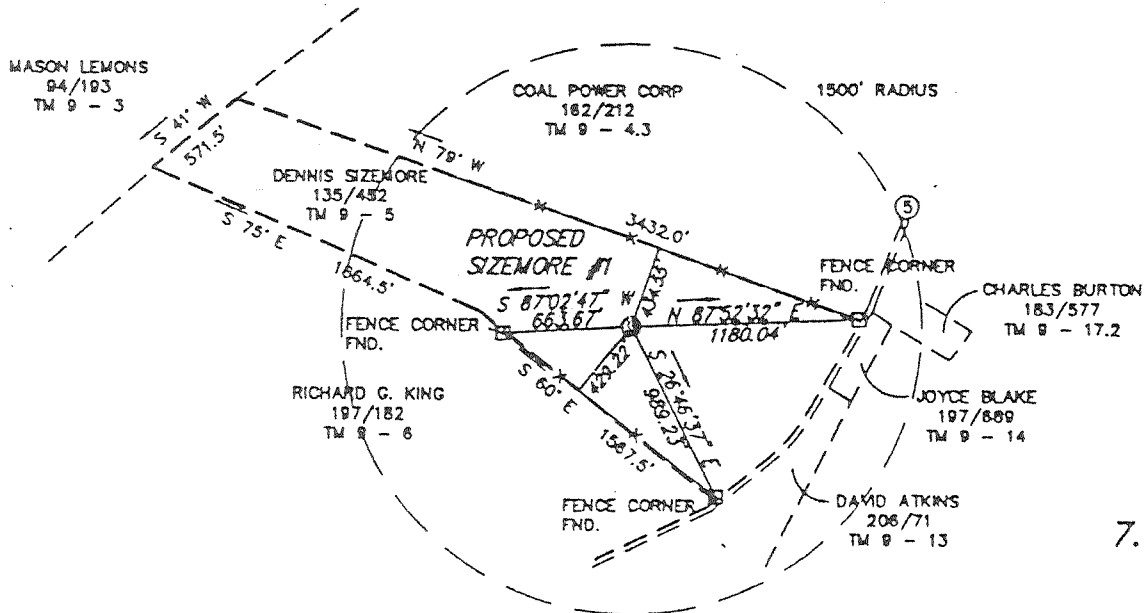 MASON LEMONS
94/193
TM 9 - 3
S 41° W
571.5'
COAL POWER CORP
162/212
TM 9 - 4.3
1500' RADIUS
N 79° W
DENNIS SIZEMORE
135/452
TM 9 - 5
S 75° E
1664.5'
3432.0'
5
PROPOSED
SIZEMORE #1
434.33'
FENCE CORNER
FND.
CHARLES BURTON
183/577
TM 9 - 17.2
S 87°02'47" W
663.67'
N 87°52'32" E
1180.04'
FENCE CORNER
FND.
429.22'
S 26°46'37" E
989.23'
S 60° E
1567.5'
RICHARD G. KING
197/182
TM 9 - 6
JOYCE BLAKE
197/689
TM 9 - 14
FENCE CORNER
FND.
DAVID ATKINS
206/71
TM 9 - 13
7.